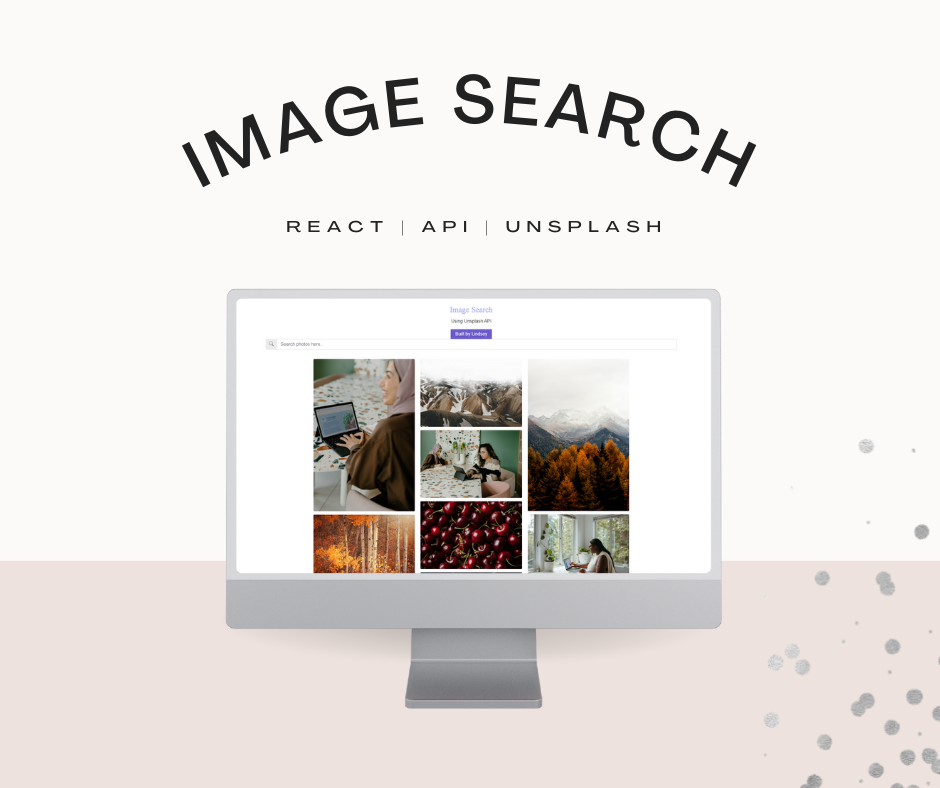 IMAGE SEARCH
REACT | API | UNSPLASH
Image Search
Using Unsplash API
Built by Lindsey
Search photos here..